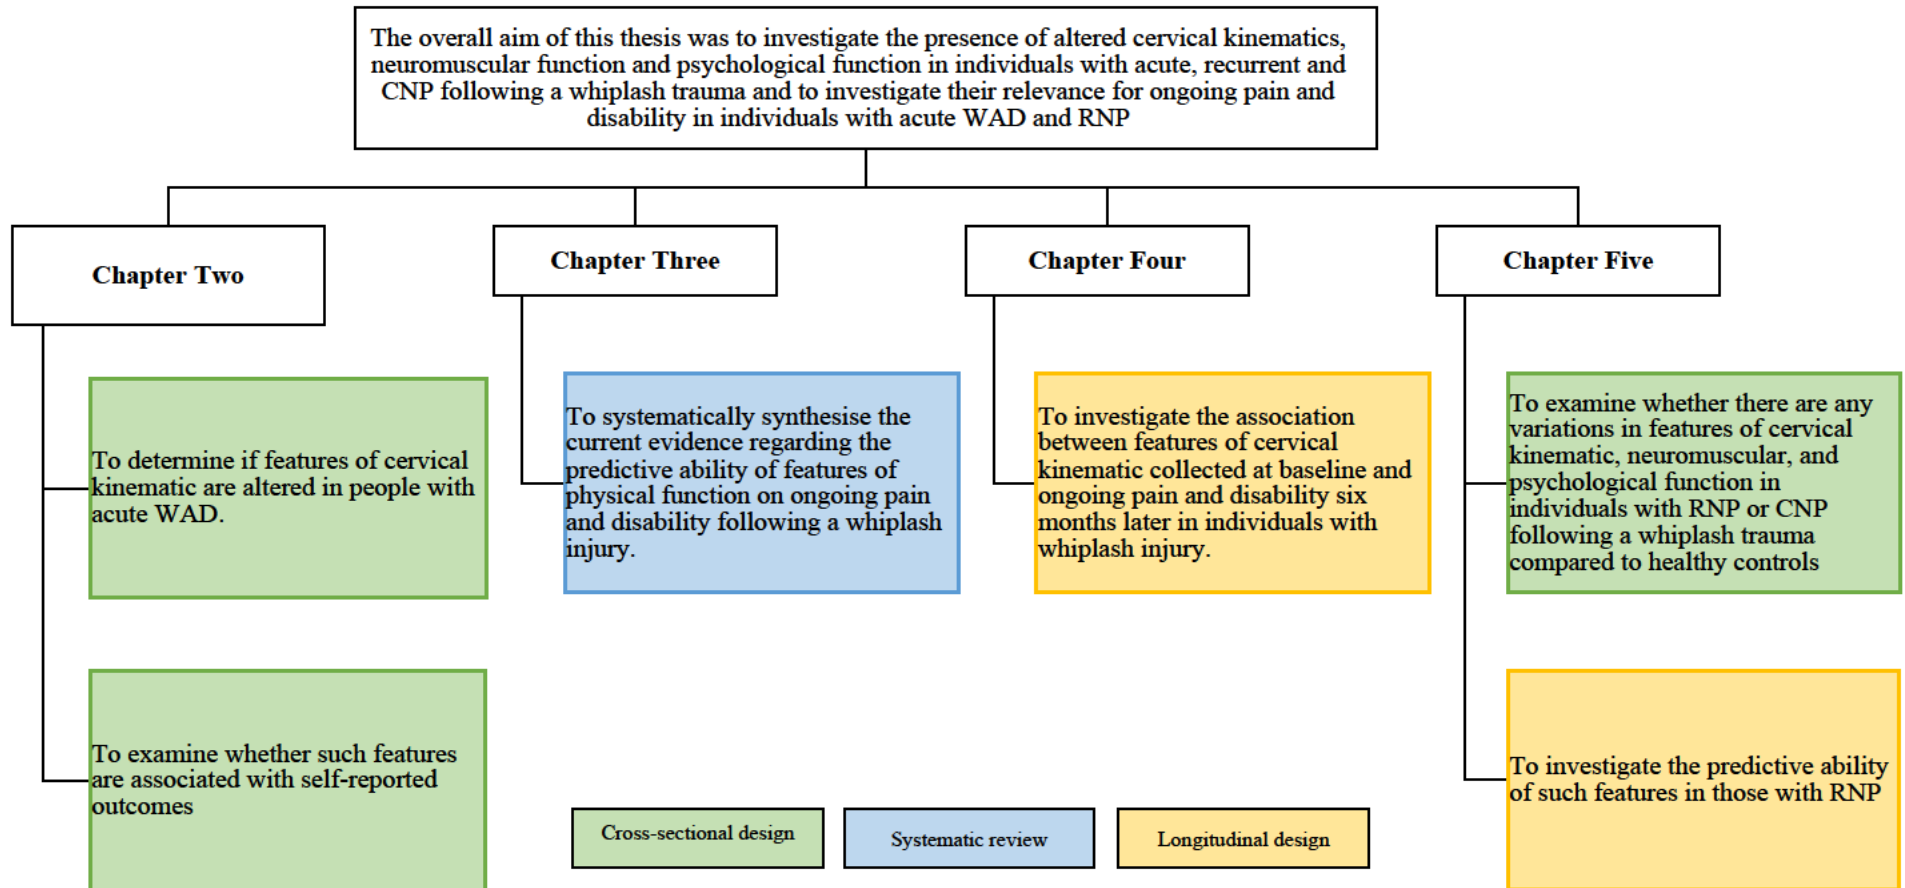 The overall aim of this thesis was to investigate the presence of altered cervical kinematics,
neuromuscular function and psychological function in individuals with acute, recurrent and
CNP following a whiplash trauma and to investigate their relevance for ongoing pain and
disability in individuals with acute WAD and RNP
Chapter Two
Chapter Three
Chapter Four
Chapter Five
To determine if features of cervical
kinematic are altered in people with
acute WAD.
To systematically synthesise the
current evidence regarding the
predictive ability of features of
physical function on ongoing pain
and disability following a whiplash
injury.
To investigate the association
between features of cervical
kinematic collected at baseline and
ongoing pain and disability six
months later in individuals with
whiplash injury.
To examine whether there are any
variations in features of cervical
kinematic, neuromuscular, and
psychological function in
individuals with RNP or CNP
following a whiplash trauma
compared to healthy controls
To examine whether such features
are associated with self-reported
outcomes
To investigate the predictive ability
of such features in those with RNP
Cross-sectional design
Systematic review
Longitudinal design